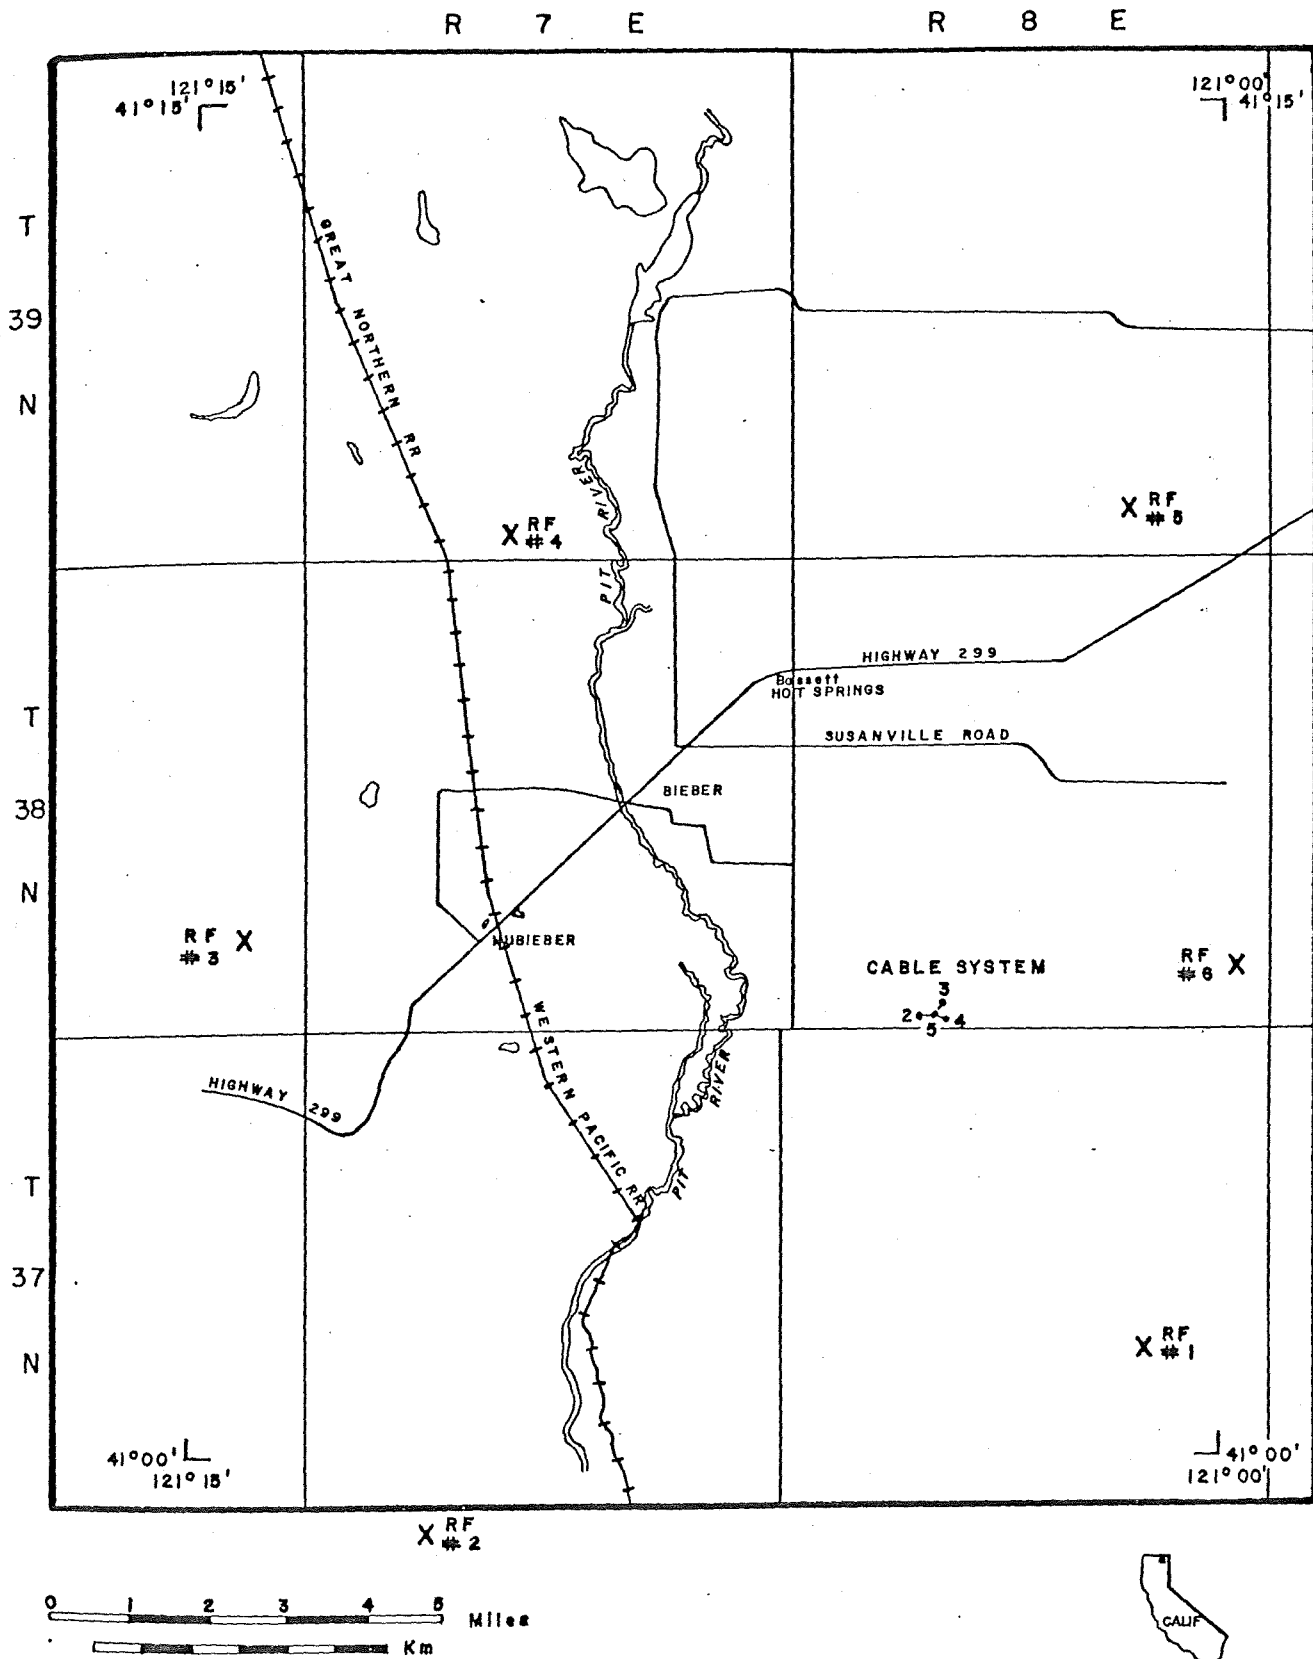 R 7 E
R 8 E
121°15'
41°15'
121°00'
41°15'
T
39
N
GREAT NORTHERN RR
PIT RIVER
X RF
# 4
X RF
# 5
T
38
N
HIGHWAY 299
Bassett
HOT SPRINGS
SUSANVILLE ROAD
BIEBER
NUBIEBER
RF X
# 3
CABLE SYSTEM
3
2
5
4
RF X
# 6
HIGHWAY 299
WESTERN PACIFIC RR
PIT RIVER
T
37
N
X RF
# 1
41°00'
121°15'
41°00'
121°00'
X RF
# 2
0 1 2 3 4 5 Miles
Km
CALIF